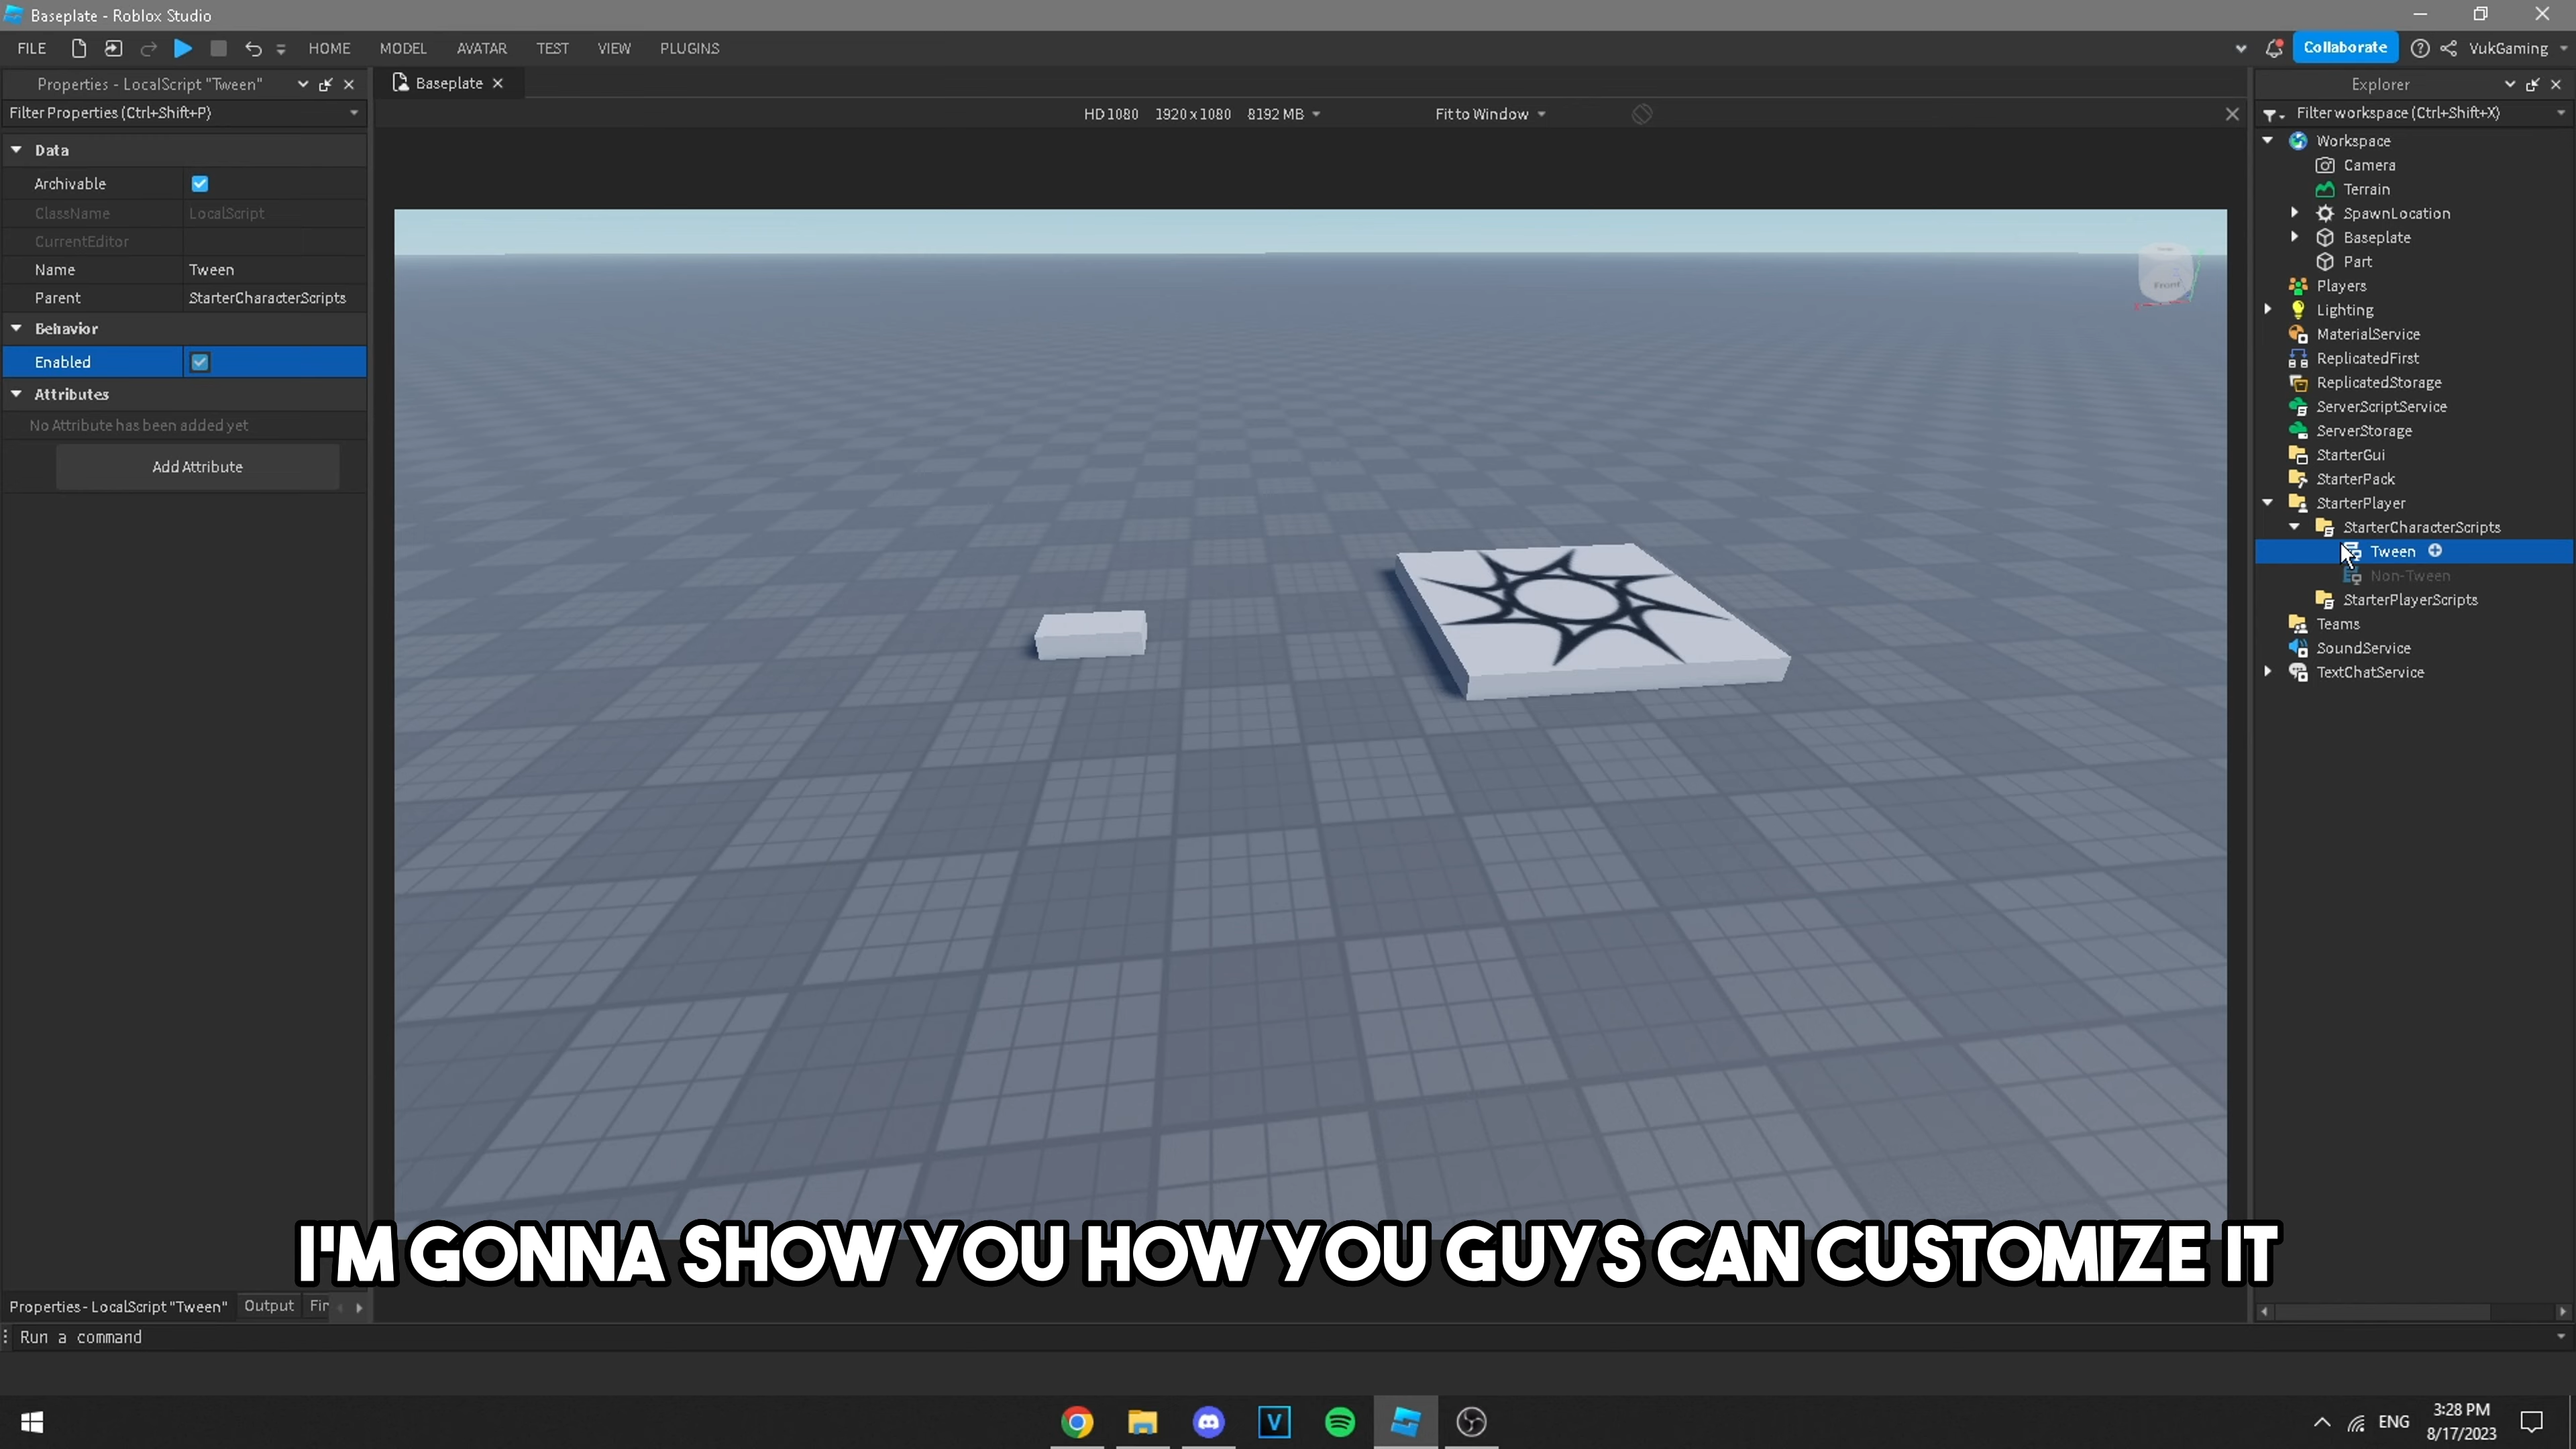 Baseplate - Roblox Studio
FILE HOME MODEL AVATAR TEST VIEW PLUGINS Collaborate VukGaming
Properties - LocalScript "Tween"
Filter Properties (Ctrl+Shift+P)
Data
Archivable
ClassName LocalScript
CurrentEditor
Name Tween
Parent StarterCharacterScripts
Behavior
Enabled
Attributes
No Attribute has been added yet
Add Attribute
Baseplate
HD 1080 1920 x 1080 8192 MB Fit to Window
Front
Explorer
Filter workspace (Ctrl+Shift+X)
Workspace
Camera
Terrain
SpawnLocation
Baseplate
Part
Players
Lighting
MaterialService
ReplicatedFirst
ReplicatedStorage
ServerScriptService
ServerStorage
StarterGui
StarterPack
StarterPlayer
StarterCharacterScripts
Tween
Non-Tween
StarterPlayerScripts
Teams
SoundService
TextChatService
I'M GONNA SHOW YOU HOW YOU GUYS CAN CUSTOMIZE IT
Properties - LocalScript "Tween" Output Fir
Run a command
V
ENG
3:28 PM
8/17/2023